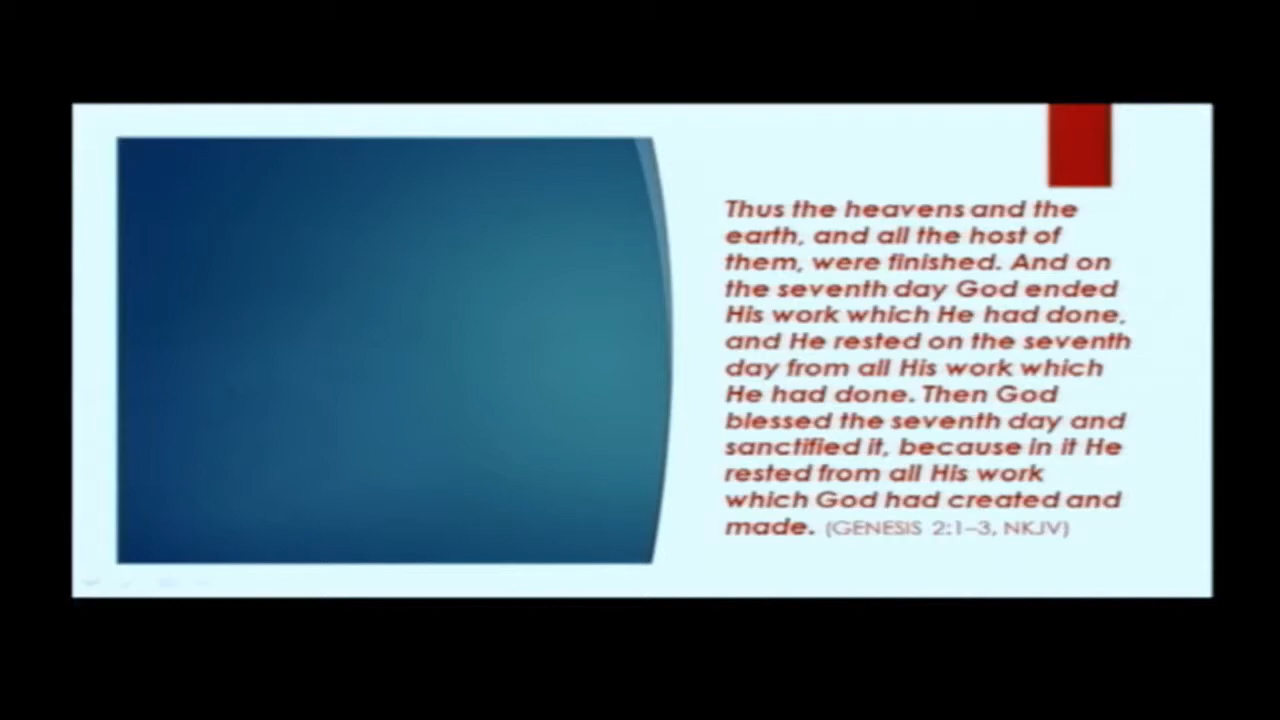 Thus the heavens and the
earth, and all the host of
them, were finished. And on
the seventh day God ended
His work which He had done,
and He rested on the seventh
day from all His work which
He had done. Then God
blessed the seventh day and
sanctified it, because in it He
rested from all His work
which God had created and
made. (GENESIS 2:1–3, NKJV)